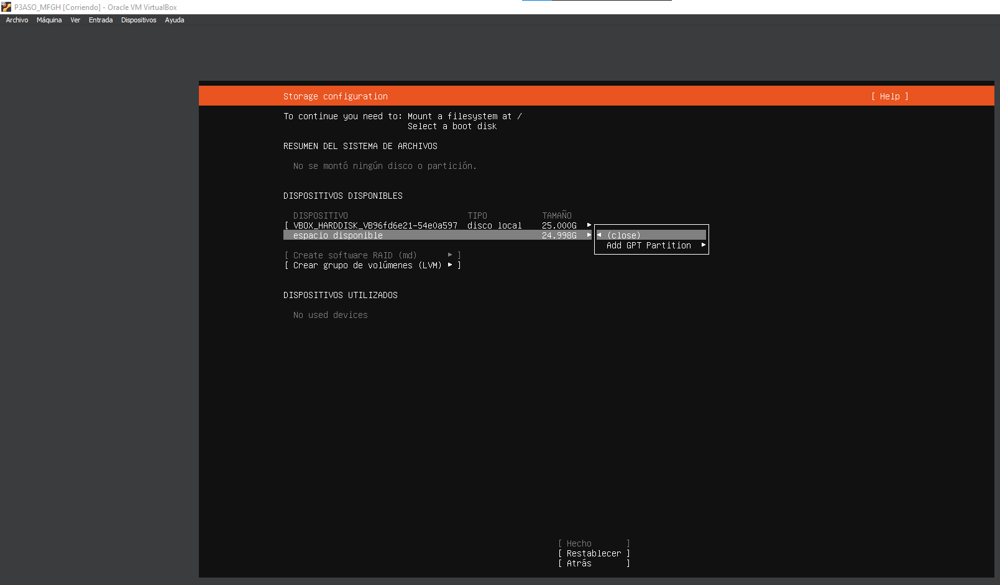 P3ASO_MFGH [Corriendo] - Oracle VM VirtualBox
Archivo Máquina Ver Entrada Dispositivos Ayuda
Storage configuration [ Help ]
To continue you need to: Mount a filesystem at /
Select a boot disk
RESUMEN DEL SISTEMA DE ARCHIVOS
No se montó ningún disco o partición.
DISPOSITIVOS DISPONIBLES
DISPOSITIVO TIPO TAMAÑO
[ VBOX_HARDDISK_VB96fd6e21-54e0a597 disco local 25.000G ▸
espacio disponible 24.998G ▸ ◂ (close)
Add GPT Partition ▸
[ Create software RAID (md) ▸ ]
[ Crear grupo de volúmenes (LVM) ▸ ]
DISPOSITIVOS UTILIZADOS
No used devices
[ Hecho ]
[ Restablecer ]
[ Atrás ]